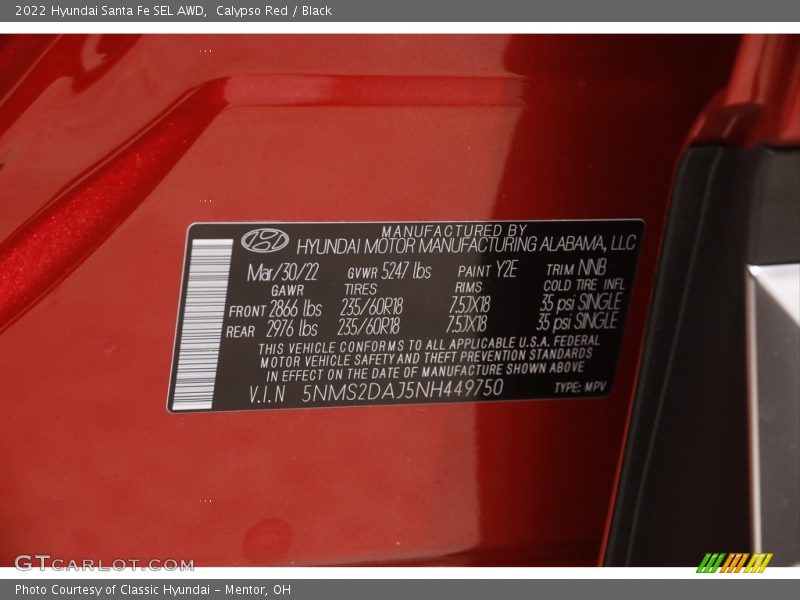 2022 Hyundai Santa Fe SEL AWD, Calypso Red / Black
MANUFACTURED BY
HYUNDAI MOTOR MANUFACTURING ALABAMA, LLC
Mar/30/22 GVWR 5247 lbs PAINT Y2E TRIM NNB
GAWR TIRES RIMS COLD TIRE INFL
FRONT 2866 lbs 235/60R18 7.5JX18 35 psi SINGLE
REAR 2976 lbs 235/60R18 7.5JX18 35 psi SINGLE
THIS VEHICLE CONFORMS TO ALL APPLICABLE U.S.A. FEDERAL
MOTOR VEHICLE SAFETY AND THEFT PREVENTION STANDARDS
IN EFFECT ON THE DATE OF MANUFACTURE SHOWN ABOVE
V.I.N 5NMS2DAJ5NH449750 TYPE: MPV
GTCARLOT.COM
Photo Courtesy of Classic Hyundai - Mentor, OH